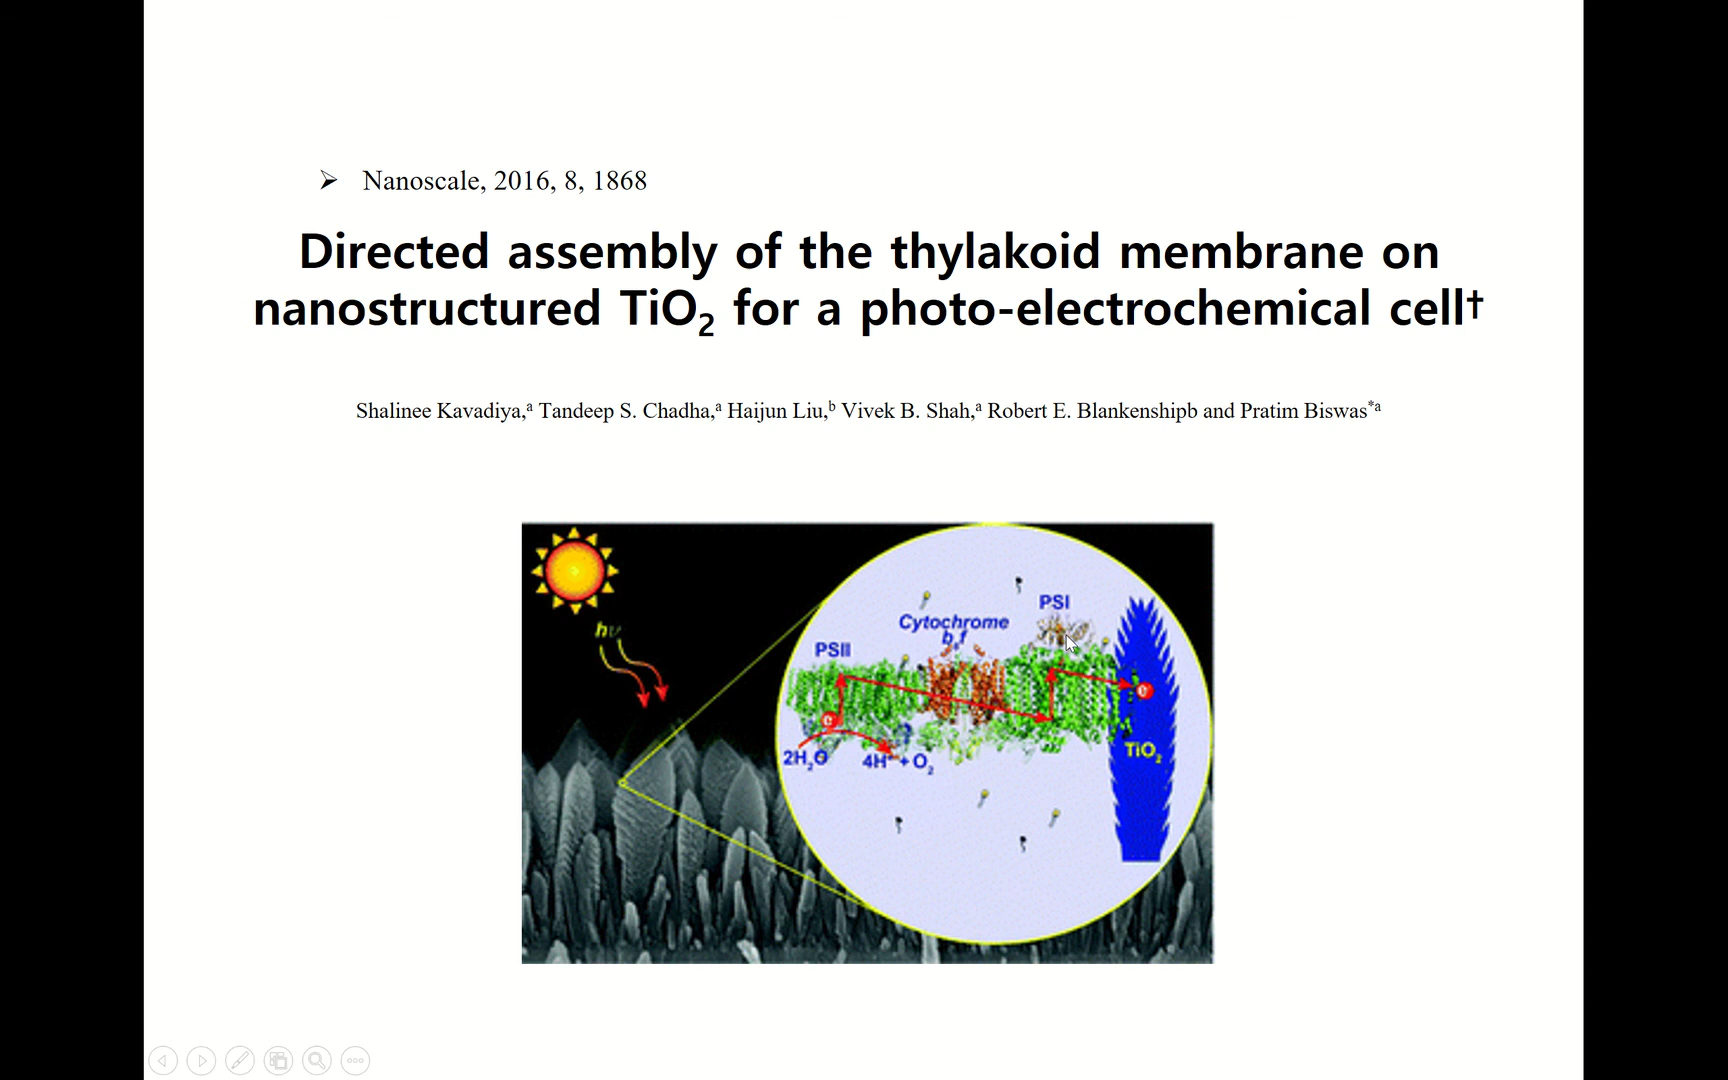 ➢ Nanoscale, 2016, 8, 1868
Directed assembly of the thylakoid membrane on
nanostructured TiO₂ for a photo-electrochemical cell†
Shalinee Kavadiya,ᵃ Tandeep S. Chadha,ᵃ Haijun Liu,ᵇ Vivek B. Shah,ᵃ Robert E. Blankenshipb and Pratim Biswas*ᵃ
hυ
PSII
Cytochrome
b₆f
PSI
e⁻
e⁻
2H₂O
4H⁺ + O₂
TiO₂